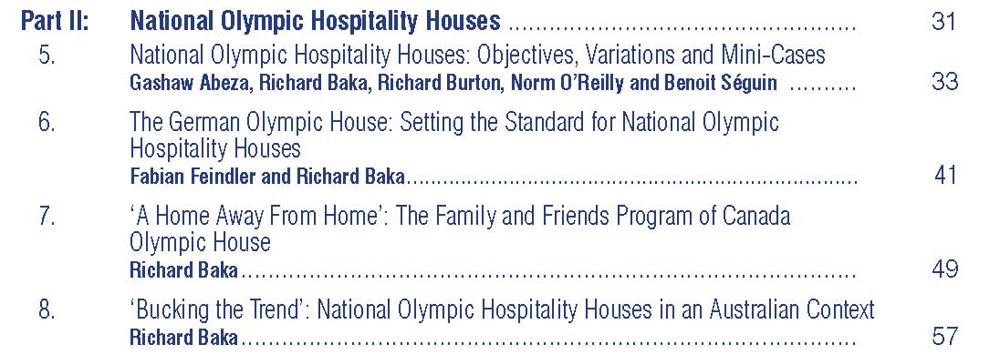 Part II: National Olympic Hospitality Houses ................................................ 31
5. National Olympic Hospitality Houses: Objectives, Variations and Mini-Cases
Gashaw Abeza, Richard Baka, Richard Burton, Norm O’Reilly and Benoit Séguin .......... 33
6. The German Olympic House: Setting the Standard for National Olympic
Hospitality Houses
Fabian Feindler and Richard Baka........................................................................... 41
7. ‘A Home Away From Home’: The Family and Friends Program of Canada
Olympic House
Richard Baka.......................................................................................... 49
8. ‘Bucking the Trend’: National Olympic Hospitality Houses in an Australian Context
Richard Baka.......................................................................................... 57